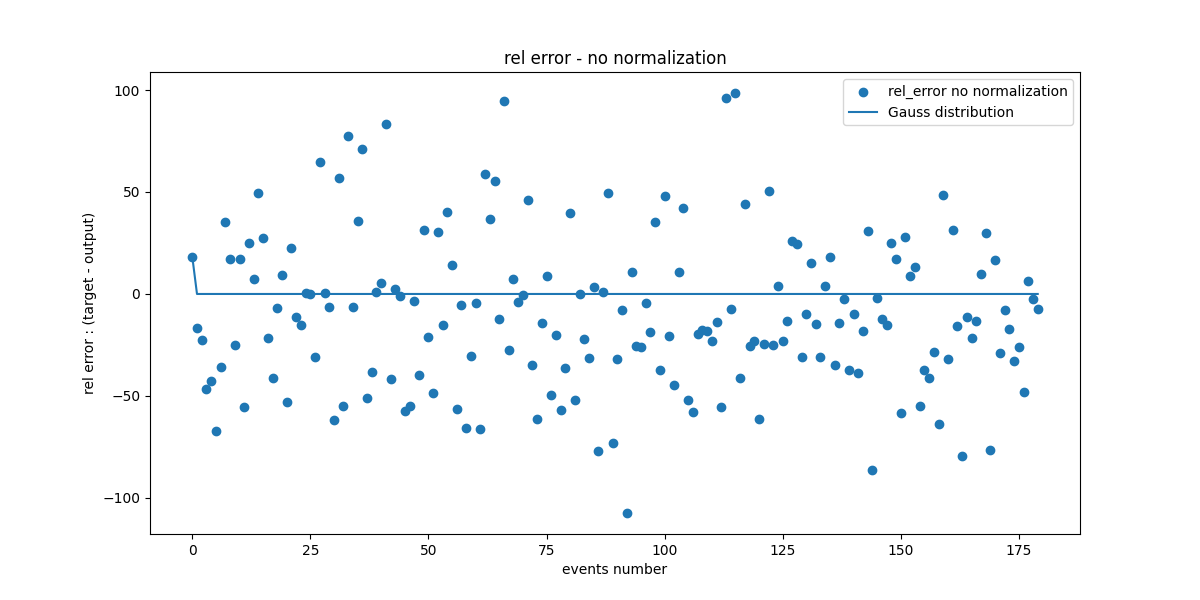 rel error - no normalization
rel_error no normalization
Gauss distribution
100
50
0
−50
−100
rel error : (target - output)
0 25 50 75 100 125 150 175
events number